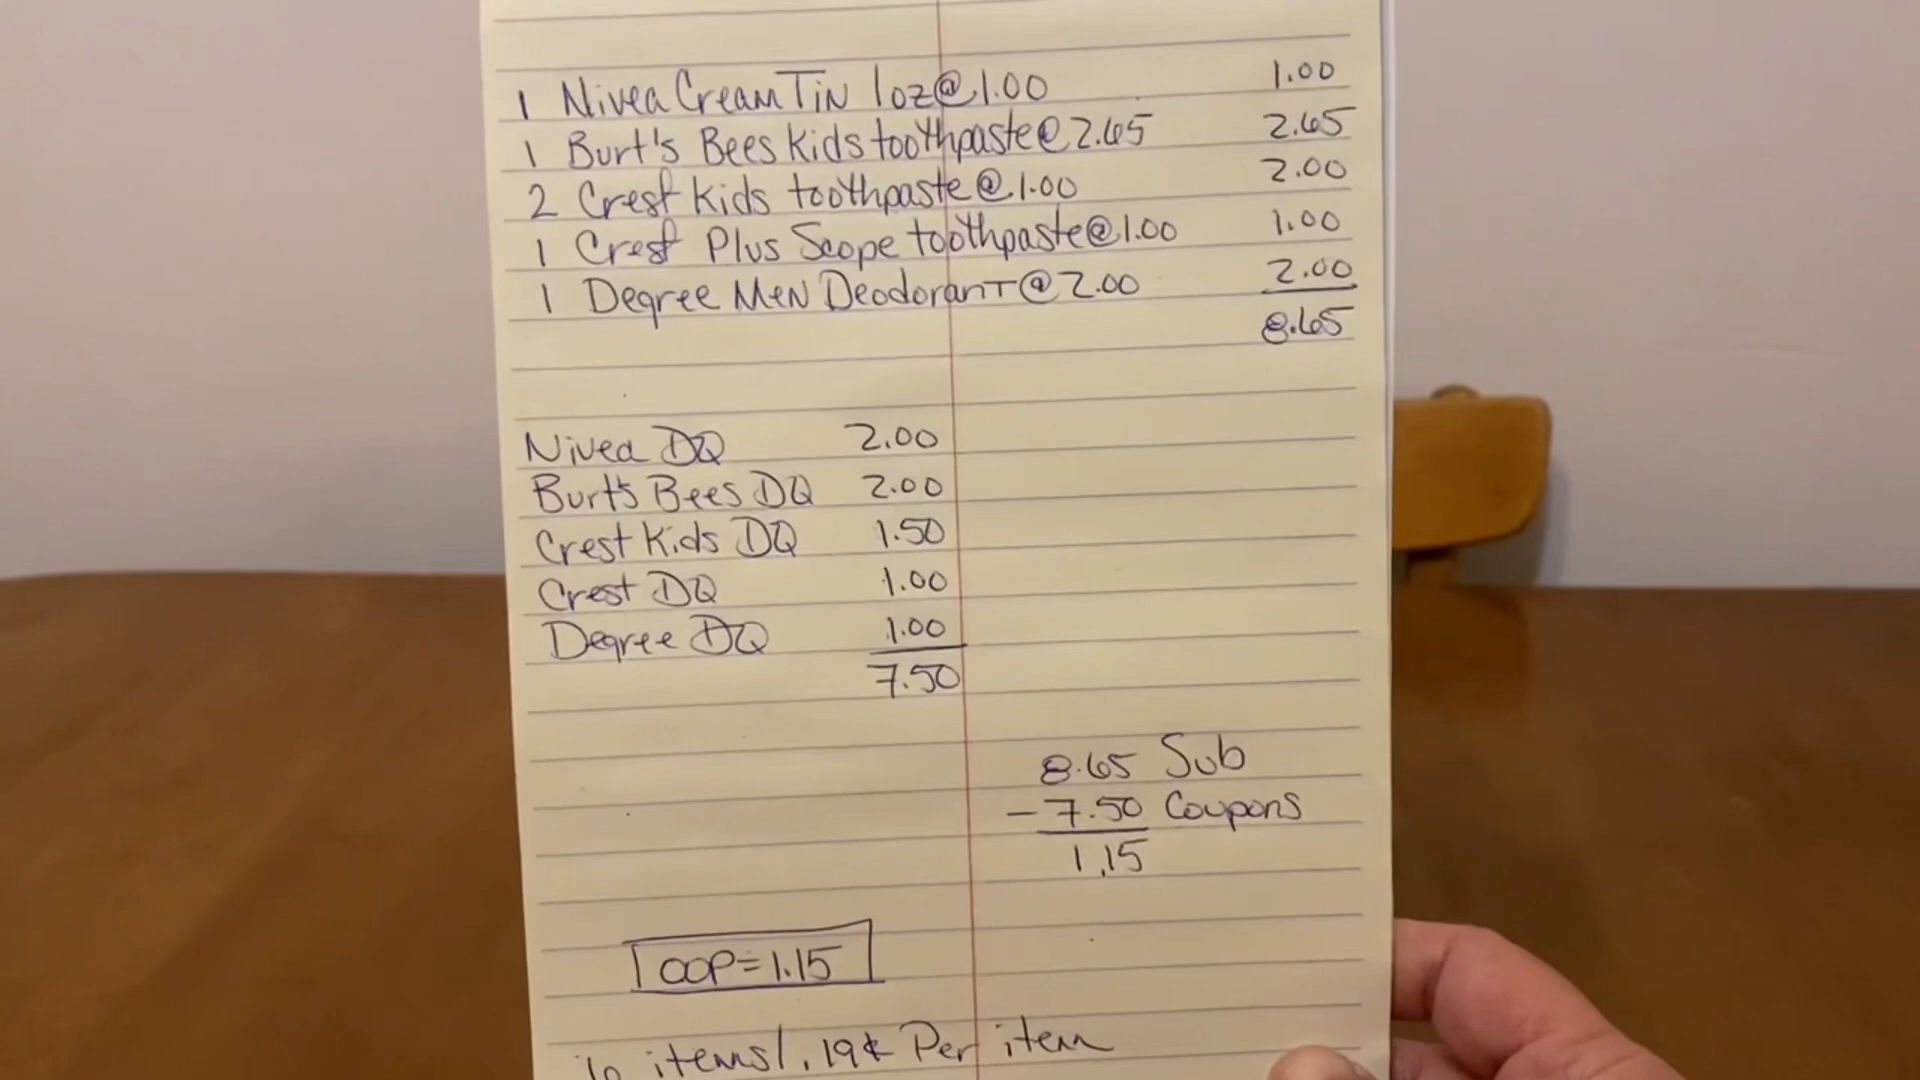 1 Nivea Cream Tin 1oz@1.00 1.00
1 Burt's Bees Kids toothpaste@2.65 2.65
2 Crest Kids toothpaste@1.00 2.00
1 Crest Plus Scope toothpaste@1.00 1.00
1 Degree Men Deodorant@2.00 2.00
8.65
Nivea DQ 2.00
Burt's Bees DQ 2.00
Crest Kids DQ 1.50
Crest DQ 1.00
Degree DQ 1.00
7.50
8.65 Sub
- 7.50 Coupons
1.15
OOP=1.15
6 items/.19¢ Per item